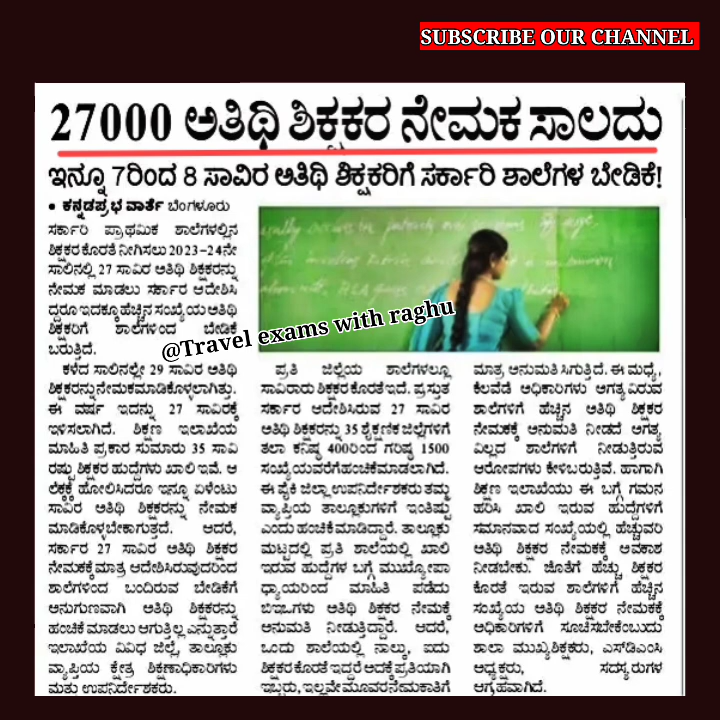 SUBSCRIBE OUR CHANNEL
27000 ಅತಿಥಿ ಶಿಕ್ಷಕರ ನೇಮಕ ಸಾಲದು
ಇನ್ನೂ 7ರಿಂದ 8 ಸಾವಿರ ಅತಿಥಿ ಶಿಕ್ಷಕರಿಗೆ ಸರ್ಕಾರಿ ಶಾಲೆಗಳ ಬೇಡಿಕೆ!
• ಕನ್ನಡಪ್ರಭ ವಾರ್ತೆ ಬೆಂಗಳೂರು
ಸರ್ಕಾರಿ ಪ್ರಾಥಮಿಕ ಶಾಲೆಗಳಲ್ಲಿನ
ಶಿಕ್ಷಕರ ಕೊರತೆ ನೀಗಿಸಲು 2023-24ನೇ
ಸಾಲಿನಲ್ಲಿ 27 ಸಾವಿರ ಅತಿಥಿ ಶಿಕ್ಷಕರನ್ನು
ನೇಮಕ ಮಾಡಲು ಸರ್ಕಾರ ಆದೇಶಿಸಿ
ದ್ದರೂ ಇದಕ್ಕೂ ಹೆಚ್ಚಿನ ಸಂಖ್ಯೆಯ ಅತಿಥಿ
ಶಿಕ್ಷಕರಿಗೆ ಶಾಲೆಗಳಿಂದ ಬೇಡಿಕೆ
ಬರುತ್ತಿದೆ.
ಕಳೆದ ಸಾಲಿನಲ್ಲೇ 29 ಸಾವಿರ ಅತಿಥಿ
ಶಿಕ್ಷಕರನ್ನು ನೇಮಕ ಮಾಡಿಕೊಳ್ಳಲಾಗಿತ್ತು.
ಈ ವರ್ಷ ಇದನ್ನು 27 ಸಾವಿರಕ್ಕೆ
ಇಳಿಸಲಾಗಿದೆ. ಶಿಕ್ಷಣ ಇಲಾಖೆಯ
ಮಾಹಿತಿ ಪ್ರಕಾರ ಸುಮಾರು 35 ಸಾವಿ
ರಷ್ಟು ಶಿಕ್ಷಕರ ಹುದ್ದೆಗಳು ಖಾಲಿ ಇವೆ. ಆ
ಲೆಕ್ಕಕ್ಕೆ ಹೋಲಿಸಿದರೂ ಇನ್ನೂ ಏಳೆಂಟು
ಸಾವಿರ ಅತಿಥಿ ಶಿಕ್ಷಕರನ್ನು ನೇಮಕ
ಮಾಡಿಕೊಳ್ಳಬೇಕಾಗುತ್ತದೆ. ಆದರೆ,
ಸರ್ಕಾರ 27 ಸಾವಿರ ಅತಿಥಿ ಶಿಕ್ಷಕರ
ನೇಮಕಕ್ಕೆ ಮಾತ್ರ ಆದೇಶಿಸಿರುವುದರಿಂದ
ಶಾಲೆಗಳಿಂದ ಬಂದಿರುವ ಬೇಡಿಕೆಗೆ
ಅನುಗುಣವಾಗಿ ಅತಿಥಿ ಶಿಕ್ಷಕರನ್ನು
ಹಂಚಿಕೆ ಮಾಡಲು ಆಗುತ್ತಿಲ್ಲ ಎನ್ನುತ್ತಾರೆ
ಇಲಾಖೆಯ ವಿವಿಧ ಜಿಲ್ಲೆ, ತಾಲ್ಲೂಕು
ವ್ಯಾಪ್ತಿಯ ಕ್ಷೇತ್ರ ಶಿಕ್ಷಣಾಧಿಕಾರಿಗಳು
ಮತ್ತು ಉಪನಿರ್ದೇಶಕರು.
@Travel exams with raghu
ಪ್ರತಿ ಜಿಲ್ಲೆಯ ಶಾಲೆಗಳಲ್ಲೂ
ಸಾವಿರಾರು ಶಿಕ್ಷಕರ ಕೊರತೆ ಇದೆ. ಪ್ರಸ್ತುತ
ಸರ್ಕಾರ ಆದೇಶಿಸಿರುವ 27 ಸಾವಿರ
ಅತಿಥಿ ಶಿಕ್ಷಕರನ್ನು 35 ಶೈಕ್ಷಣಿಕ ಜಿಲ್ಲೆಗಳಿಗೆ
ತಲಾ ಕನಿಷ್ಠ 400ರಿಂದ ಗರಿಷ್ಠ 1500
ಸಂಖ್ಯೆಯವರೆಗೆ ಹಂಚಿಕೆ ಮಾಡಲಾಗಿದೆ.
ಈ ಪೈಕಿ ಜಿಲ್ಲಾ ಉಪನಿರ್ದೇಶಕರು ತಮ್ಮ
ವ್ಯಾಪ್ತಿಯ ತಾಲ್ಲೂಕುಗಳಿಗೆ ಇಂತಿಷ್ಟು
ಎಂದು ಹಂಚಿಕೆ ಮಾಡಿದ್ದಾರೆ. ತಾಲ್ಲೂಕು
ಮಟ್ಟದಲ್ಲಿ ಪ್ರತಿ ಶಾಲೆಯಲ್ಲಿ ಖಾಲಿ
ಇರುವ ಹುದ್ದೆಗಳ ಬಗ್ಗೆ ಮುಖ್ಯೋಪಾ
ಧ್ಯಾಯರಿಂದ ಮಾಹಿತಿ ಪಡೆದು
ಬಿಇಒಗಳು ಅತಿಥಿ ಶಿಕ್ಷಕರ ನೇಮಕ್ಕೆ
ಅನುಮತಿ ನೀಡುತ್ತಿದ್ದಾರೆ. ಆದರೆ,
ಒಂದು ಶಾಲೆಯಲ್ಲಿ ನಾಲ್ಕು, ಐದು
ಶಿಕ್ಷಕರ ಕೊರತೆ ಇದ್ದರೆ ಅದಕ್ಕೆ ಪ್ರತಿಯಾಗಿ
ಇಬ್ಬರು, ಇಲ್ಲವೇ ಮೂವರ ನೇಮಕಾತಿಗೆ
ಮಾತ್ರ ಅನುಮತಿ ಸಿಗುತ್ತಿದೆ. ಈ ಮಧ್ಯೆ,
ಕೆಲವೆಡೆ ಅಧಿಕಾರಿಗಳು ಅಗತ್ಯವಿರುವ
ಶಾಲೆಗಳಿಗೆ ಹೆಚ್ಚಿನ ಅತಿಥಿ ಶಿಕ್ಷಕರ
ನೇಮಕಕ್ಕೆ ಅನುಮತಿ ನೀಡದೆ ಅಗತ್ಯ
ವಿಲ್ಲದ ಶಾಲೆಗಳಿಗೆ ನೀಡುತ್ತಿರುವ
ಆರೋಪಗಳು ಕೇಳಿಬರುತ್ತಿವೆ. ಹಾಗಾಗಿ
ಶಿಕ್ಷಣ ಇಲಾಖೆಯು ಈ ಬಗ್ಗೆ ಗಮನ
ಹರಿಸಿ ಖಾಲಿ ಇರುವ ಹುದ್ದೆಗಳಿಗೆ
ಸಮಾನವಾದ ಸಂಖ್ಯೆಯಲ್ಲಿ ಹೆಚ್ಚುವರಿ
ಅತಿಥಿ ಶಿಕ್ಷಕರ ನೇಮಕಕ್ಕೆ ಅವಕಾಶ
ನೀಡಬೇಕು. ಜೊತೆಗೆ ಹೆಚ್ಚು ಶಿಕ್ಷಕರ
ಕೊರತೆ ಇರುವ ಶಾಲೆಗಳಿಗೆ ಹೆಚ್ಚಿನ
ಸಂಖ್ಯೆಯ ಅತಿಥಿ ಶಿಕ್ಷಕರ ನೇಮಕಕ್ಕೆ
ಅಧಿಕಾರಿಗಳಿಗೆ ಸೂಚಿಸಬೇಕೆಂಬುದು
ಶಾಲಾ ಮುಖ್ಯಶಿಕ್ಷಕರು, ಎಸ್‌ಡಿಎಂಸಿ
ಅಧ್ಯಕ್ಷರು, ಸದಸ್ಯರುಗಳ
ಆಗ್ರಹವಾಗಿದೆ.